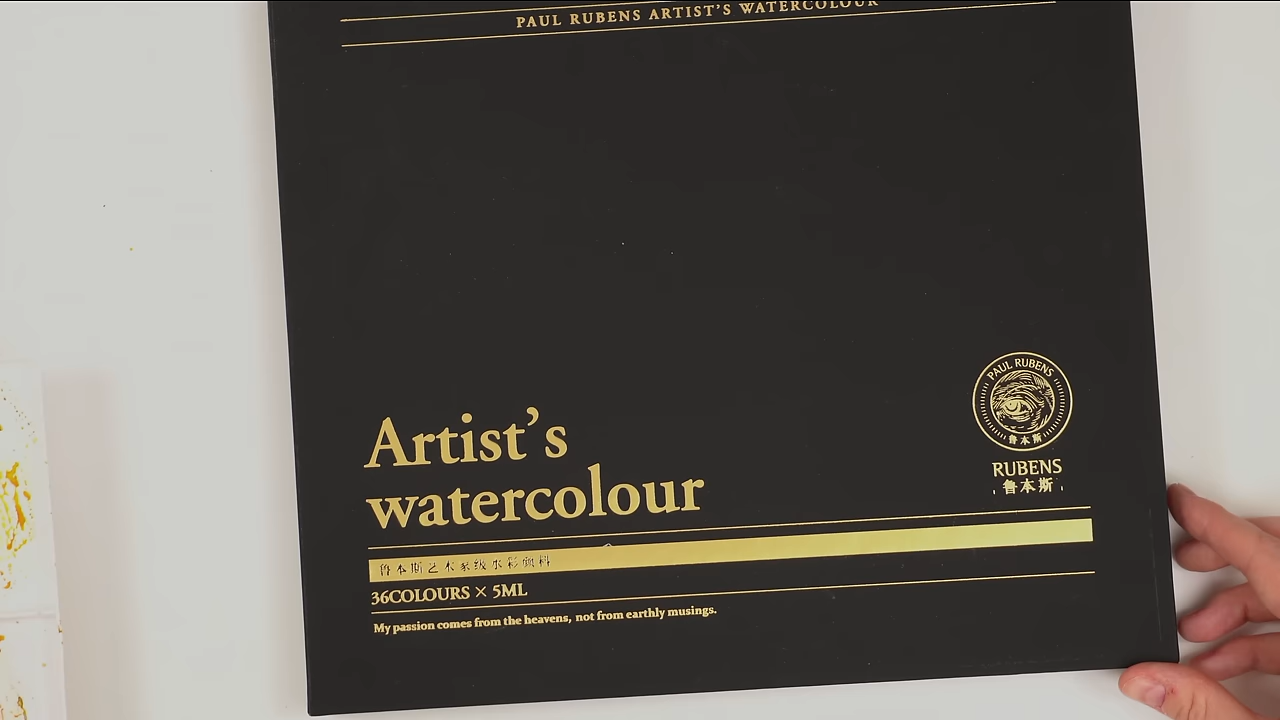 PAUL RUBENS ARTIST'S WATERCOLOUR
PAUL RUBENS
鲁本斯
RUBENS
鲁本斯
Artist's
watercolour
鲁本斯艺术家级水彩颜料
36COLOURS × 5ML
My passion comes from the heavens, not from earthly musings.